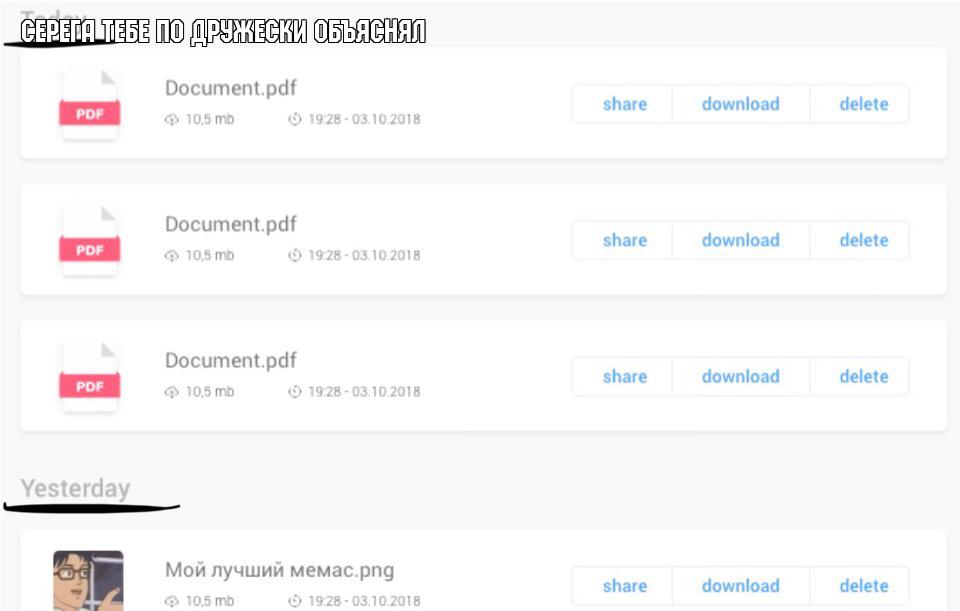 Today
СЕРЕГА ТЕБЕ ПО ДРУЖЕСКИ ОБЪЯСНЯЛ
PDF
Document.pdf
10,5 mb 19:28 - 03.10.2018
share download delete
PDF
Document.pdf
10,5 mb 19:28 - 03.10.2018
share download delete
PDF
Document.pdf
10,5 mb 19:28 - 03.10.2018
share download delete
Yesterday
Мой лучший мемас.png
10,5 mb 19:28 - 03.10.2018
share download delete